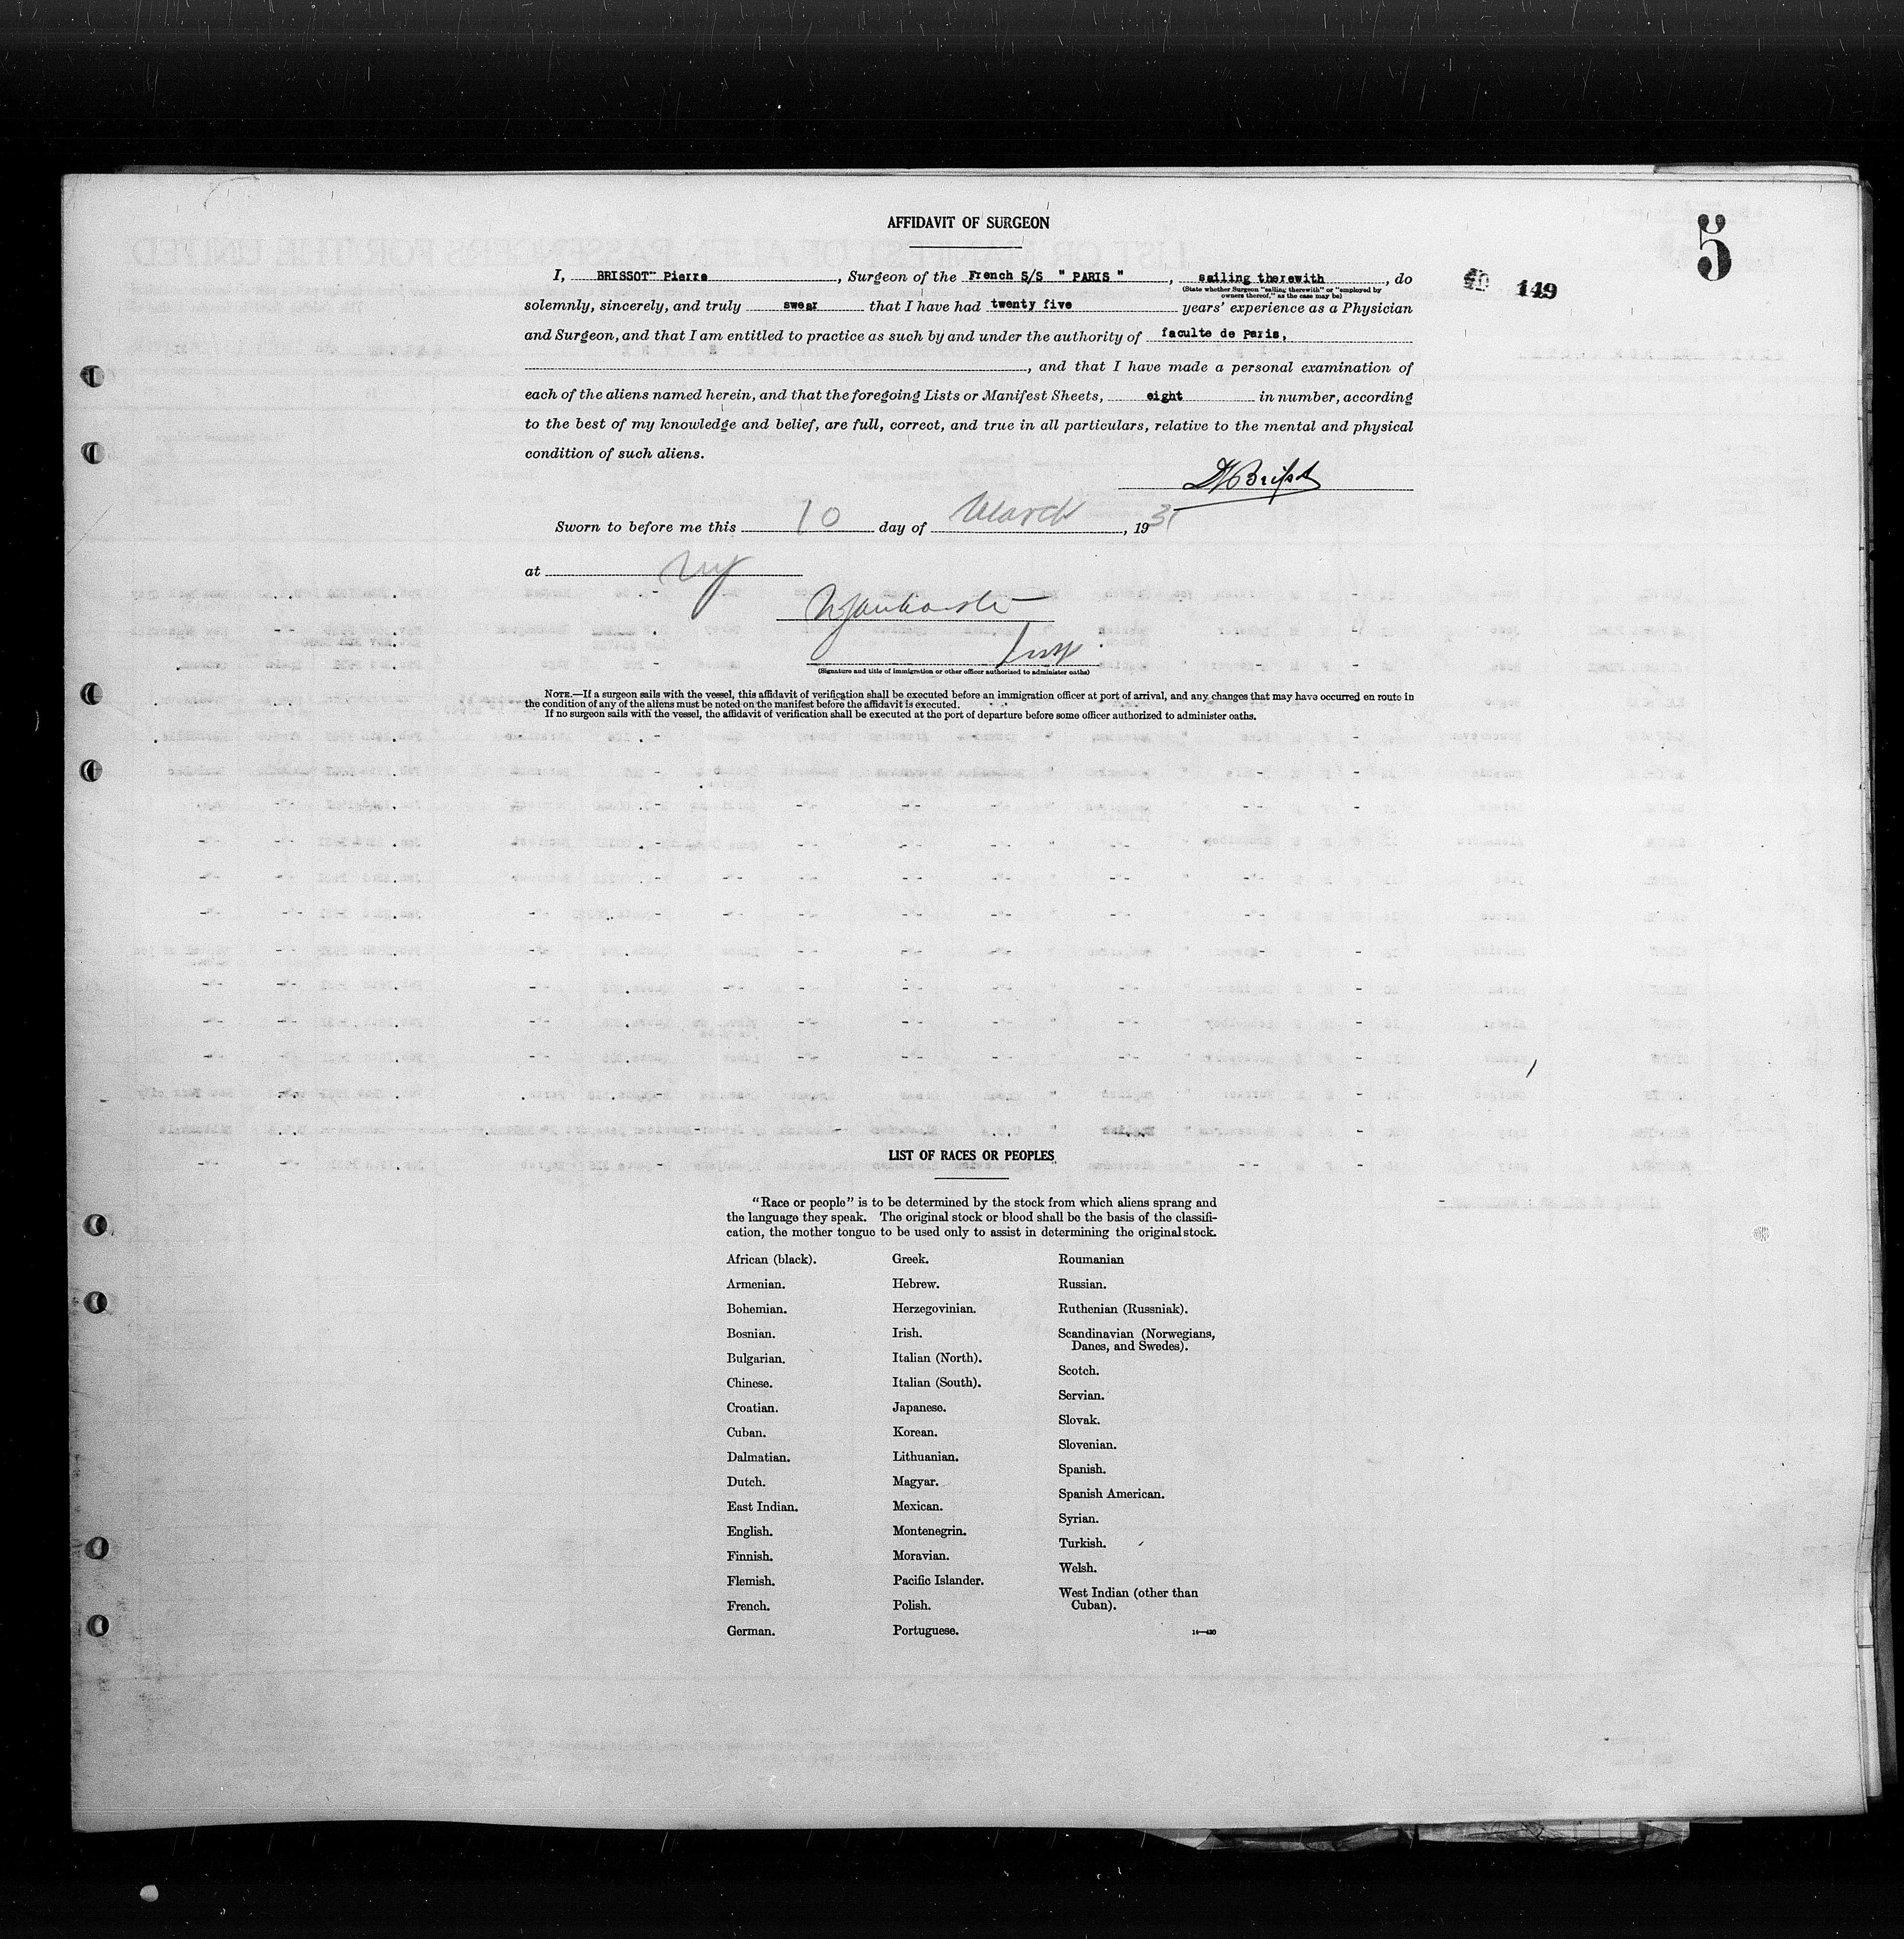 AFFIDAVIT OF SURGEON
5
I, BRISSOT" Pierre, Surgeon of the French S/S " PARIS ", sailing therewith, do
149
(State whether Surgeon "sailing therewith" or "employed by
owners thereof," as the case may be)
solemnly, sincerely, and truly swear that I have had twenty five years' experience as a Physician
and Surgeon, and that I am entitled to practice as such by and under the authority of faculte de Paris,
, and that I have made a personal examination of
each of the aliens named herein, and that the foregoing Lists or Manifest Sheets, eight in number, according
to the best of my knowledge and belief, are full, correct, and true in all particulars, relative to the mental and physical
condition of such aliens.
Sworn to before me this 10 day of March, 1931
at NY
Insp.
(Signature and title of immigration or other officer authorized to administer oaths)
NOTE.—If a surgeon sails with the vessel, this affidavit of verification shall be executed before an immigration officer at port of arrival, and any changes that may have occurred en route in
the condition of any of the aliens must be noted on the manifest before the affidavit is executed.
If no surgeon sails with the vessel, the affidavit of verification shall be executed at the port of departure before some officer authorized to administer oaths.
LIST OF RACES OR PEOPLES
"Race or people" is to be determined by the stock from which aliens sprang and
the language they speak. The original stock or blood shall be the basis of the classifi-
cation, the mother tongue to be used only to assist in determining the original stock.
African (black).
Armenian.
Bohemian.
Bosnian.
Bulgarian.
Chinese.
Croatian.
Cuban.
Dalmatian.
Dutch.
East Indian.
English.
Finnish.
Flemish.
French.
German.
Greek.
Hebrew.
Herzegovinian.
Irish.
Italian (North).
Italian (South).
Japanese.
Korean.
Lithuanian.
Magyar.
Mexican.
Montenegrin.
Moravian.
Pacific Islander.
Polish.
Portuguese.
Roumanian
Russian.
Ruthenian (Russniak).
Scandinavian (Norwegians,
Danes, and Swedes).
Scotch.
Servian.
Slovak.
Slovenian.
Spanish.
Spanish American.
Syrian.
Turkish.
Welsh.
West Indian (other than
Cuban).